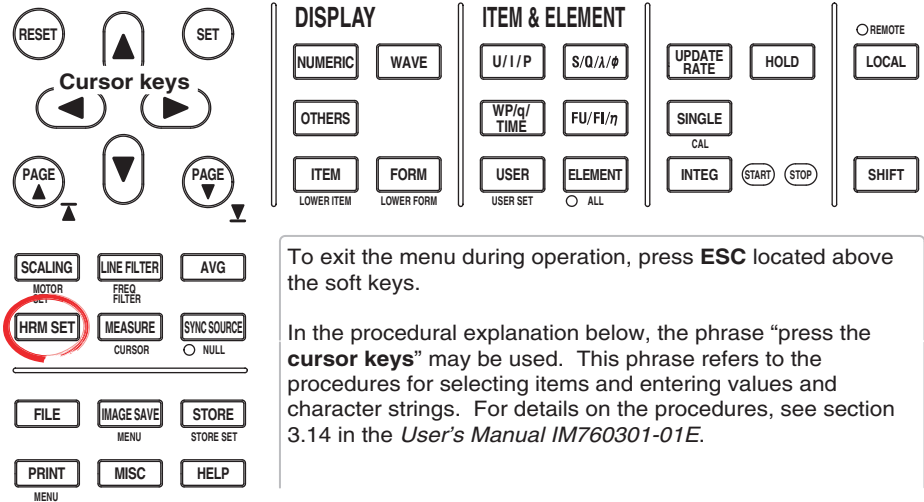 RESET
SET
Cursor keys
PAGE
PAGE
DISPLAY
NUMERIC WAVE
OTHERS
ITEM FORM
LOWER ITEM LOWER FORM
ITEM & ELEMENT
U / I / P S/Q/λ/ϕ
WP/q/
TIME
FU/FI/η
USER ELEMENT
USER SET ALL
UPDATE
RATE
HOLD
SINGLE
CAL
INTEG START STOP
REMOTE
LOCAL
SHIFT
SCALING LINE FILTER AVG
MOTOR
SET
FREQ
FILTER
HRM SET MEASURE SYNC SOURCE
CURSOR NULL
FILE IMAGE SAVE STORE
MENU STORE SET
PRINT MISC HELP
MENU
To exit the menu during operation, press ESC located above
the soft keys.
In the procedural explanation below, the phrase “press the
cursor keys” may be used. This phrase refers to the
procedures for selecting items and entering values and
character strings. For details on the procedures, see section
3.14 in the User's Manual IM760301-01E.